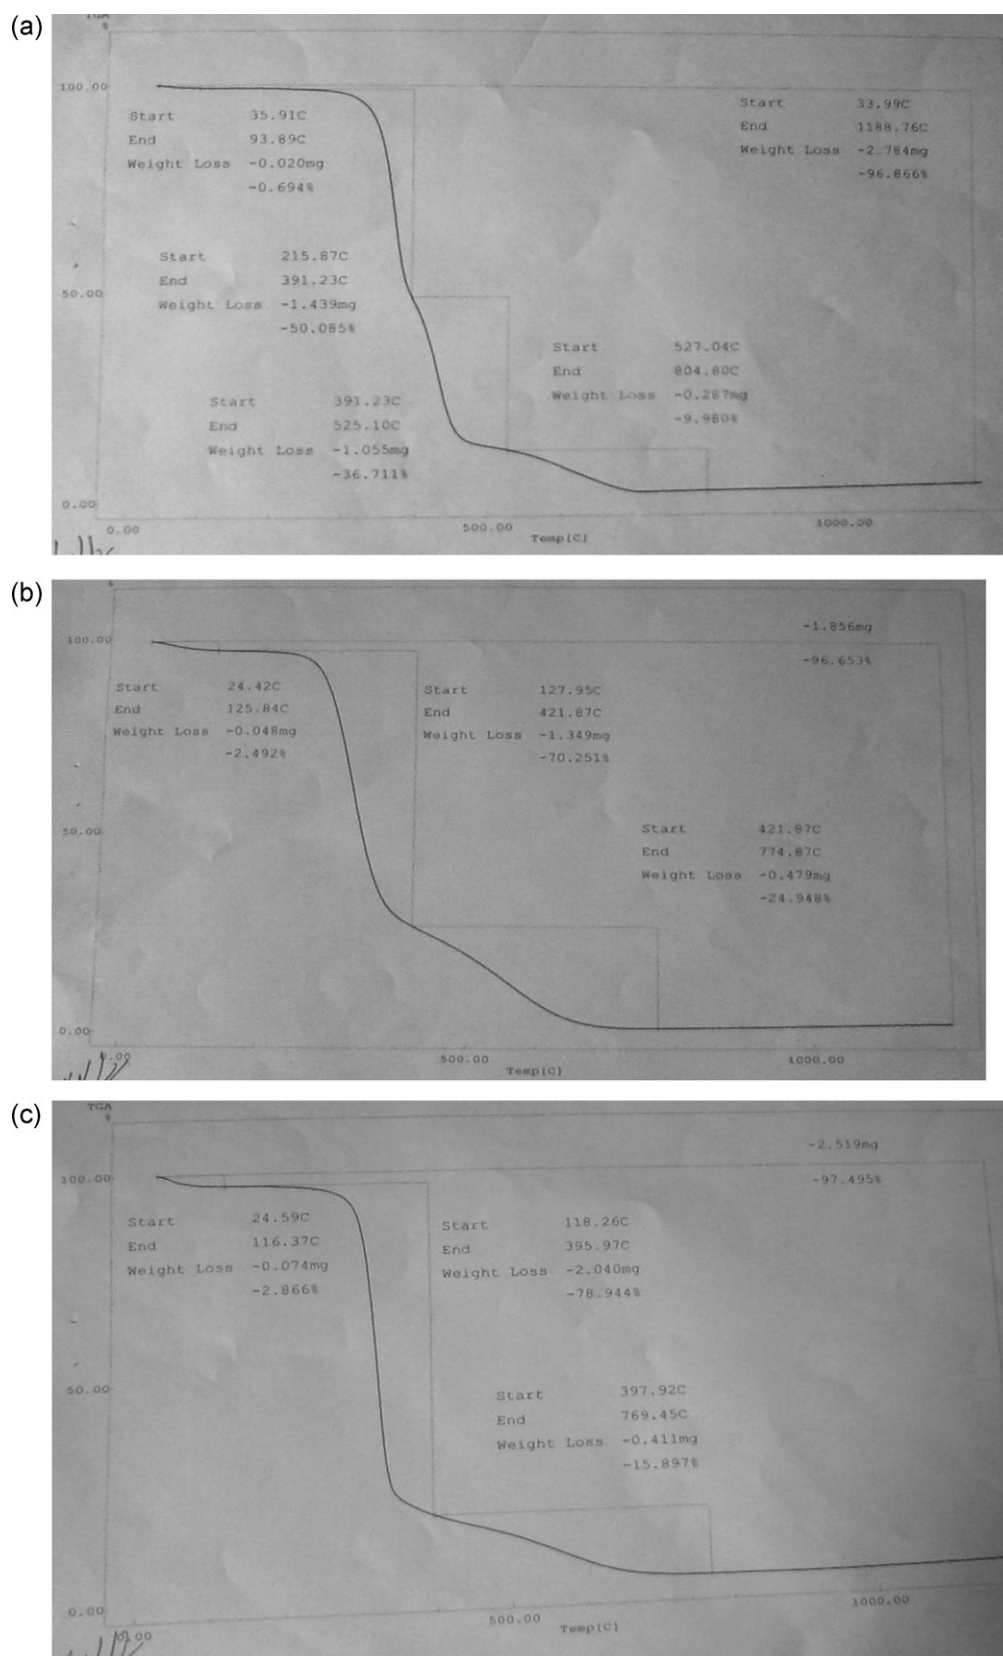 (a)
TGA
%
100.00
Start 35.91C
End 93.89C
Weight Loss -0.020mg
-0.694%
Start 33.99C
End 1188.76C
Weight Loss -2.784mg
-96.866%
Start 215.87C
End 391.23C
Weight Loss -1.439mg
-50.085%
50.00
Start 527.04C
End 804.80C
Weight Loss -0.287mg
-9.980%
Start 391.23C
End 525.10C
Weight Loss -1.055mg
-36.711%
0.00
0.00 500.00 1000.00
Temp[C]
(b)
%
100.00
-1.856mg
-96.653%
Start 24.42C
End 125.84C
Weight Loss -0.048mg
-2.492%
Start 127.95C
End 421.87C
Weight Loss -1.349mg
-70.251%
50.00
Start 421.87C
End 774.87C
Weight Loss -0.479mg
-24.948%
0.00
0.00 500.00 1000.00
Temp[C]
(c)
TGA
%
100.00
-2.519mg
-97.495%
Start 24.59C
End 116.37C
Weight Loss -0.074mg
-2.866%
Start 118.26C
End 395.97C
Weight Loss -2.040mg
-78.944%
50.00
Start 397.92C
End 769.45C
Weight Loss -0.411mg
-15.897%
0.00
0.00 500.00 1000.00
Temp[C]